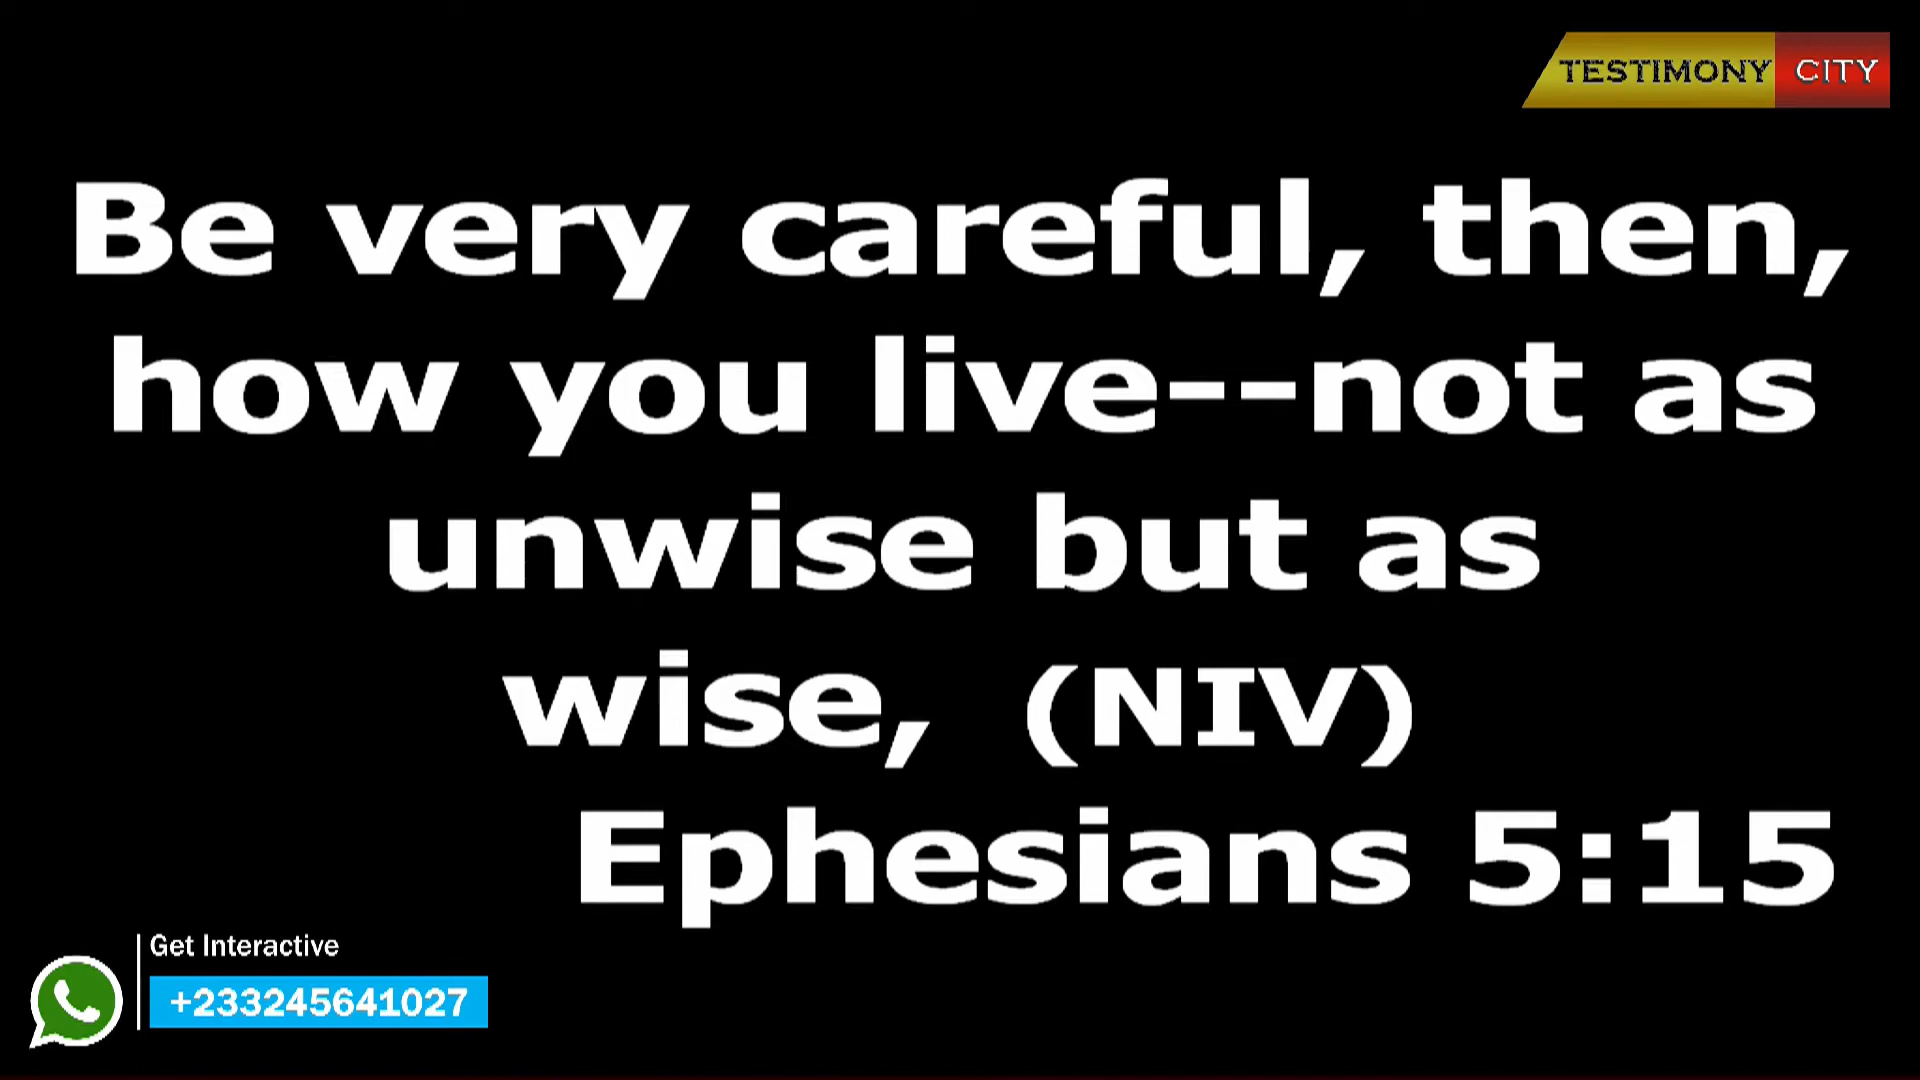 TESTIMONY CITY
Be very careful, then,
how you live--not as
unwise but as
wise, (NIV)
Ephesians 5:15
Get Interactive
+233245641027